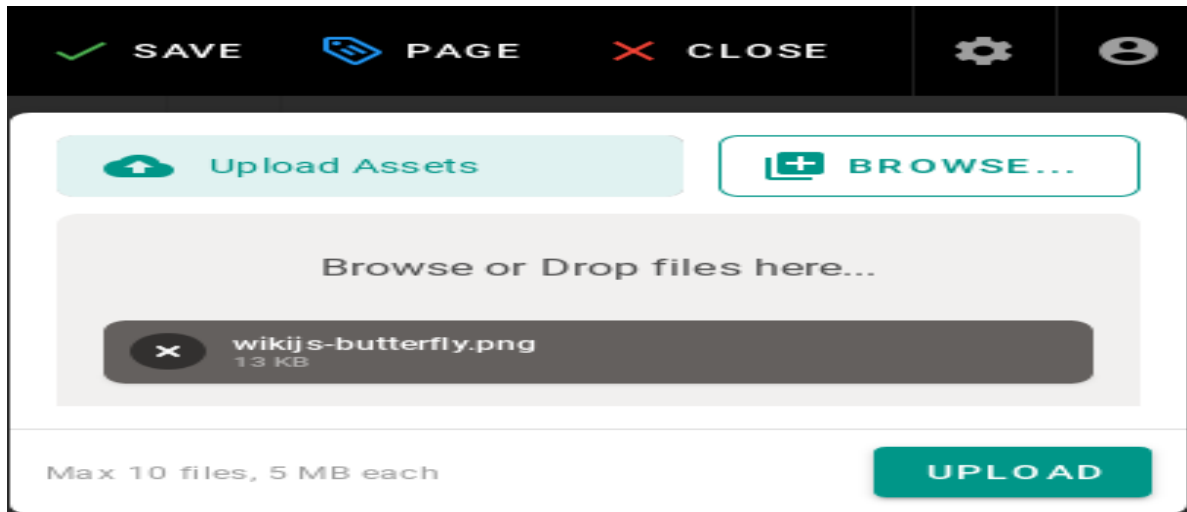 SAVE PAGE CLOSE
Upload Assets BROWSE...
Browse or Drop files here...
wikijs-butterfly.png
13 KB
Max 10 files, 5 MB each UPLOAD